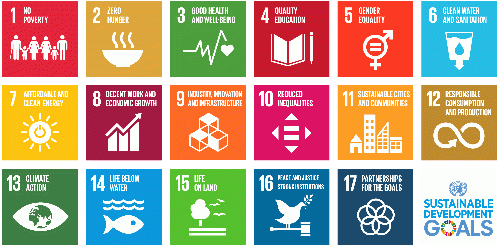 1 NO
POVERTY
2 ZERO
HUNGER
3 GOOD HEALTH
AND WELL-BEING
4 QUALITY
EDUCATION
5 GENDER
EQUALITY
6 CLEAN WATER
AND SANITATION
7 AFFORDABLE AND
CLEAN ENERGY
8 DECENT WORK AND
ECONOMIC GROWTH
9 INDUSTRY, INNOVATION
AND INFRASTRUCTURE
10 REDUCED
INEQUALITIES
11 SUSTAINABLE CITIES
AND COMMUNITIES
12 RESPONSIBLE
CONSUMPTION
AND PRODUCTION
13 CLIMATE
ACTION
14 LIFE BELOW
WATER
15 LIFE
ON LAND
16 PEACE AND JUSTICE
STRONG INSTITUTIONS
17 PARTNERSHIPS
FOR THE GOALS
SUSTAINABLE
DEVELOPMENT
GOALS